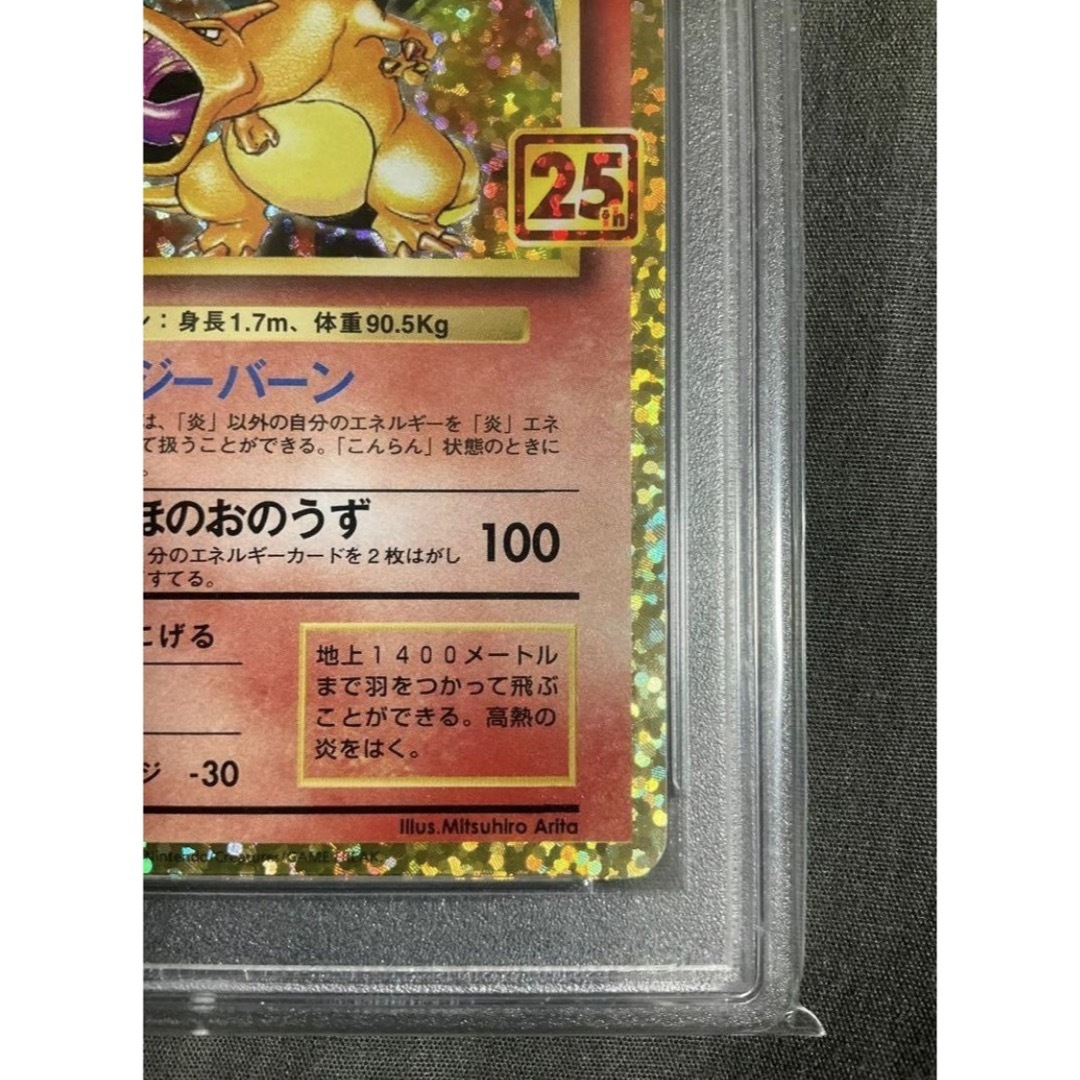 25th
ン：身長1.7m、体重90.5Kg
ジーバーン
は、「炎」以外の自分のエネルギーを「炎」エネ
て扱うことができる。「こんらん」状態のときに
。
ほのおのうず 100
分のエネルギーカードを２枚はがし
すてる。
こげる
地上１４００メートル
まで羽をつかって飛ぶ
ことができる。高熱の
炎をはく。
ジ -30
Illus.Mitsuhiro Arita
Nintendo/Creatures/GAME FREAK.